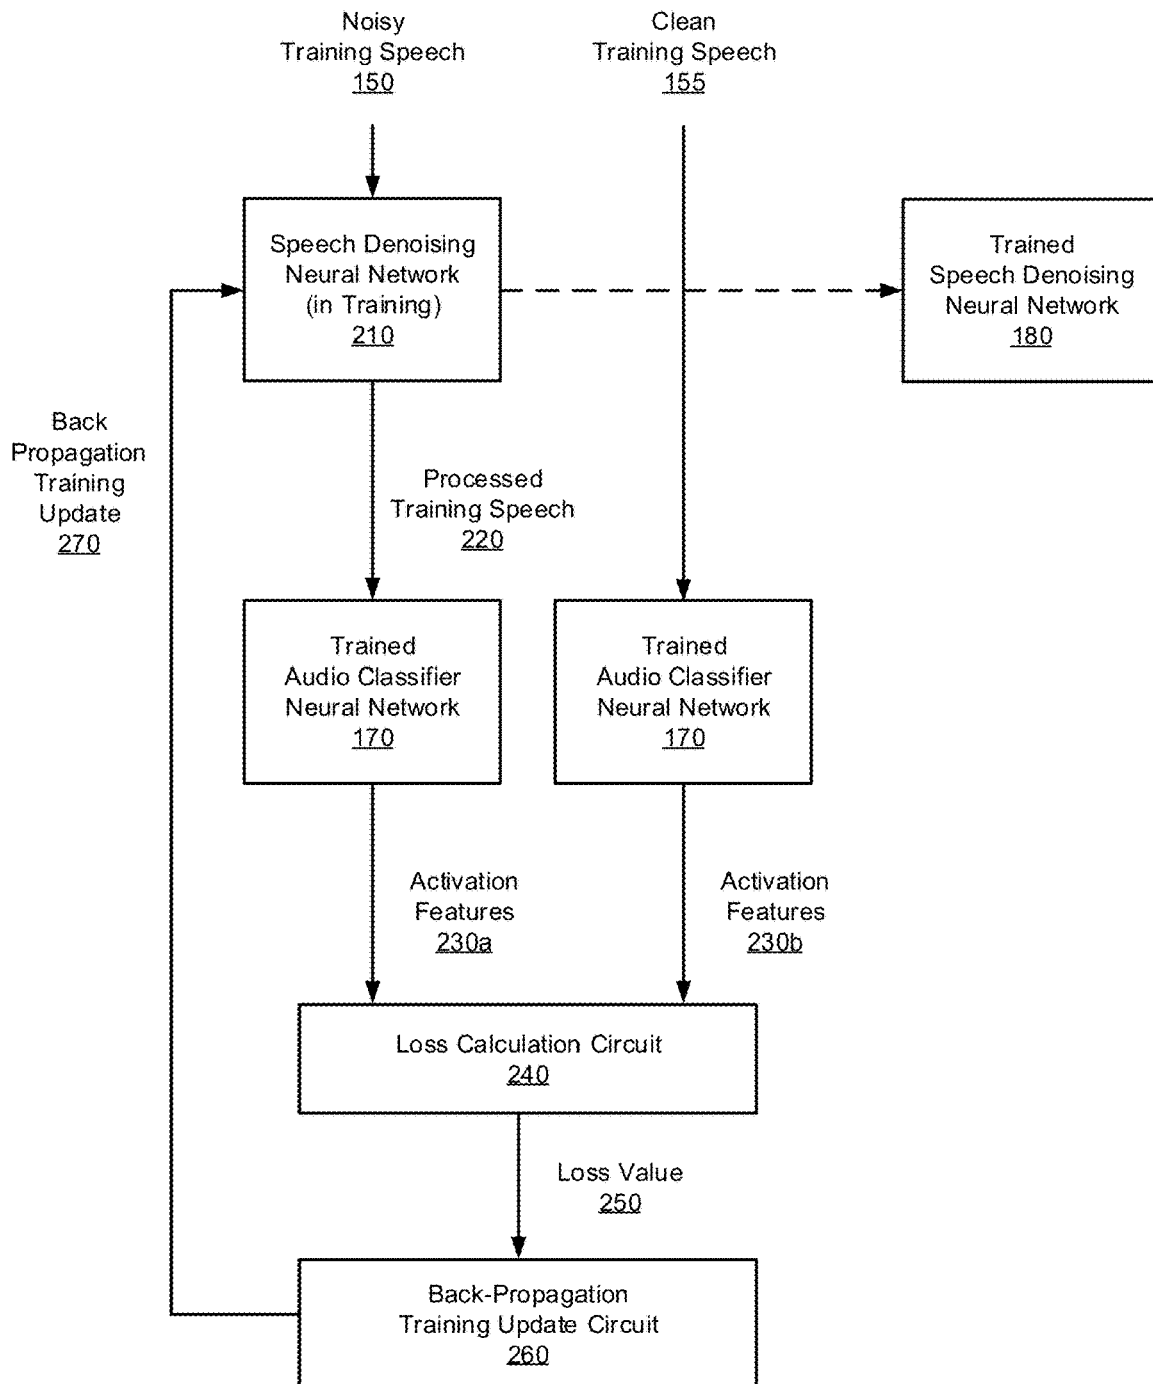 Noisy
Training Speech
150
Clean
Training Speech
155
Speech Denoising
Neural Network
(in Training)
210
Trained
Speech Denoising
Neural Network
180
Back
Propagation
Training
Update
270
Processed
Training Speech
220
Trained
Audio Classifier
Neural Network
170
Trained
Audio Classifier
Neural Network
170
Activation
Features
230a
Activation
Features
230b
Loss Calculation Circuit
240
Loss Value
250
Back-Propagation
Training Update Circuit
260